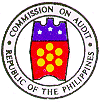 COMMISSION ON AUDIT
REPUBLIC OF THE PHILIPPINES